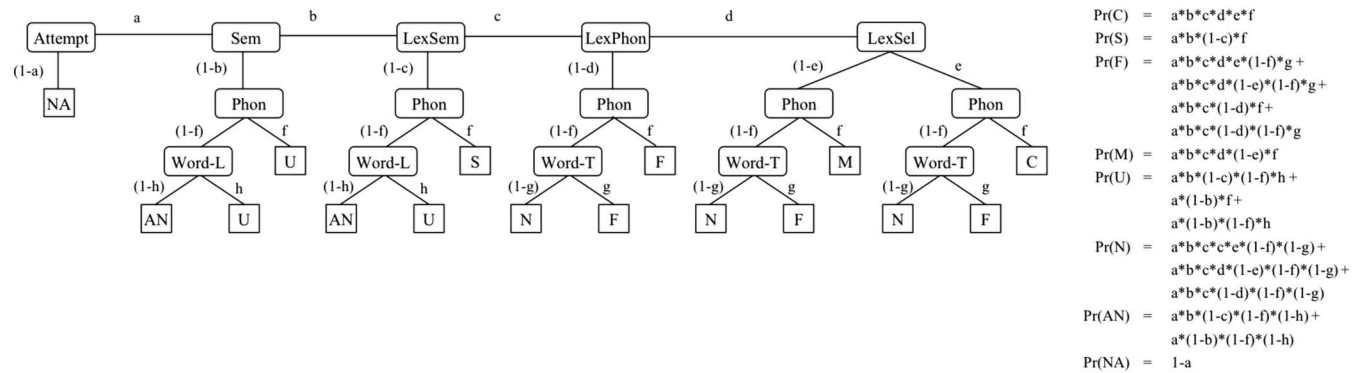 a b c d
Attempt Sem LexSem LexPhon LexSel
(1-a) (1-b) (1-c) (1-d) (1-e) e
NA Phon Phon Phon Phon Phon
(1-f) f (1-f) f (1-f) f (1-f) f (1-f) f
Word-L U Word-L S Word-T F Word-T M Word-T C
(1-h) h (1-h) h (1-g) g (1-g) g (1-g) g
AN U AN U N F N F N F
Pr(C) = a*b*c*d*e*f
Pr(S) = a*b*(1-c)*f
Pr(F) = a*b*c*d*e*(1-f)*g +
a*b*c*d*(1-e)*(1-f)*g+
a*b*c*(1-d)*f+
a*b*c*(1-d)*(1-f)*g
Pr(M) = a*b*c*d*(1-e)*f
Pr(U) = a*b*(1-c)*(1-f)*h +
a*(1-b)*f+
a*(1-b)*(1-f)*h
Pr(N) = a*b*c*c*e*(1-f)*(1-g)+
a*b*c*d*(1-e)*(1-f)*(1-g)+
a*b*c*(1-d)*(1-f)*(1-g)
Pr(AN) = a*b*(1-c)*(1-f)*(1-h)+
a*(1-b)*(1-f)*(1-h)
Pr(NA) = 1-a